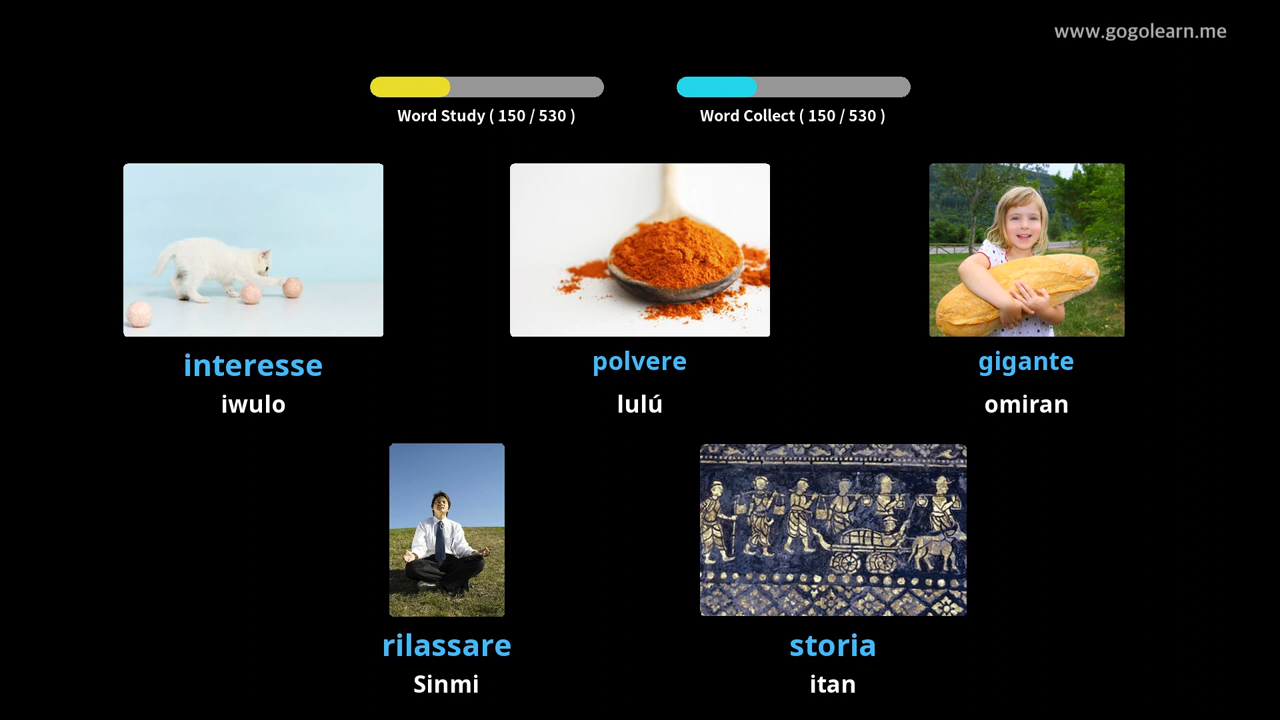 www.gogolearn.me
Word Study ( 150 / 530 )
Word Collect ( 150 / 530 )
interesse
iwulo
polvere
lulú
gigante
omiran
rilassare
Sinmi
storia
itan